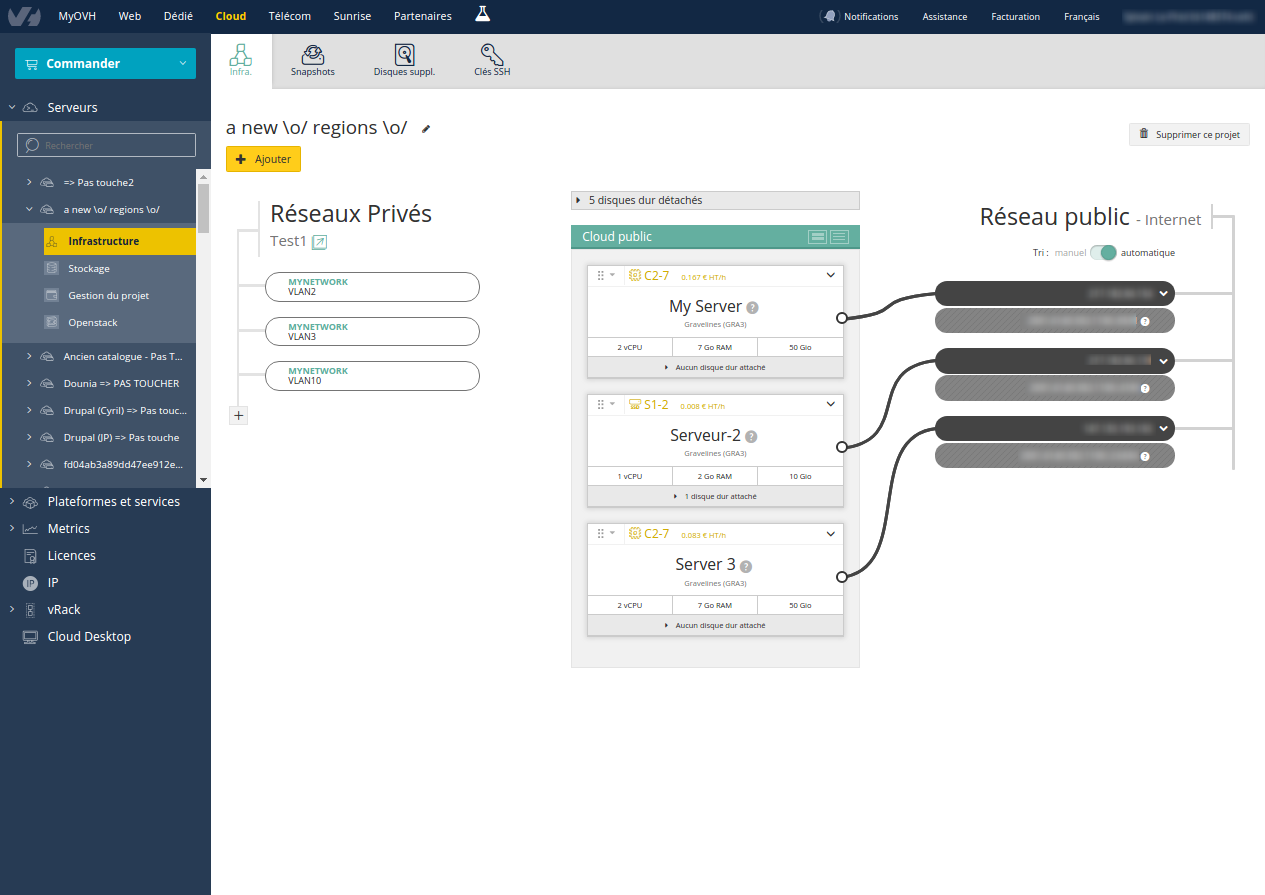 MyOVH Web Dédié Cloud Télécom Sunrise Partenaires Notifications Assistance Facturation Français
Commander
Serveurs
Rechercher
=> Pas touche2
a new \o/ regions \o/
Infrastructure
Stockage
Gestion du projet
Openstack
Ancien catalogue - Pas T...
Dounia => PAS TOUCHER
Drupal (Cyril) => Pas touc...
Drupal (JP) => Pas touche
fd04ab3a89dd47ee912e...
Plateformes et services
Metrics
Licences
IP
vRack
Cloud Desktop
Infra. Snapshots Disques suppl. Clés SSH
a new \o/ regions \o/
Supprimer ce projet
Ajouter
Réseaux Privés
Test1
MYNETWORK
VLAN2
MYNETWORK
VLAN3
MYNETWORK
VLAN10
+
5 disques dur détachés
Cloud public
C2-7 0.167 € HT/h
My Server
Gravelines (GRA3)
2 vCPU 7 Go RAM 50 Gio
Aucun disque dur attaché
S1-2 0.008 € HT/h
Serveur-2
Gravelines (GRA3)
1 vCPU 2 Go RAM 10 Gio
1 disque dur attaché
C2-7 0.083 € HT/h
Server 3
Gravelines (GRA3)
2 vCPU 7 Go RAM 50 Gio
Aucun disque dur attaché
Réseau public - Internet
Tri : manuel automatique